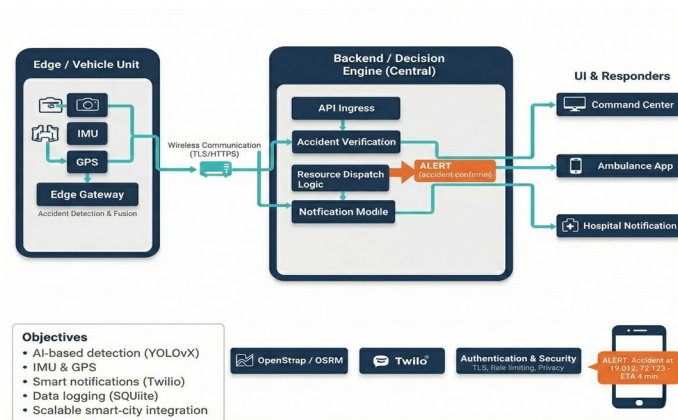 Edge / Vehicle Unit
IMU
GPS
Edge Gateway
Accident Detection & Fusion
Wireless Communication
(TLS/HTTPS)
Backend / Decision
Engine (Central)
API Ingress
Accident Verification
Resource Dispatch
Logic
ALERT
(accident confirme)
Notfication Modile
UI & Responders
Command Center
Ambulance App
Hospital Notification
Objectives
• AI-based detection (YOLOvX)
• IMU & GPS
• Smart notifications (Twilio)
• Data logging (SQUiite)
• Scalable smart-city integration
OpenStrap / OSRM
Twilo
Authentication & Security
TLS, Rele limiting, Privacy
ALERT: Accident at
19.012, 72.123 -
ETA 4 min.